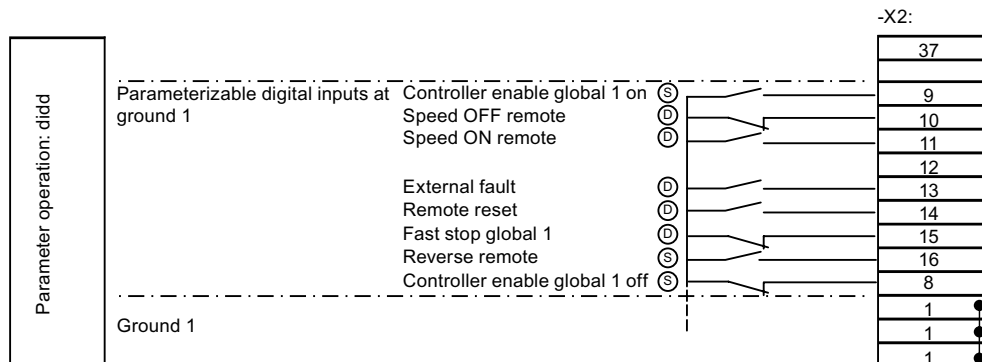 -X2:
37
Parameter operation: didd
Parameterizable digital inputs at ground 1
Controller enable global 1 on Ⓢ 9
Speed OFF remote Ⓓ 10
Speed ON remote Ⓓ 11
12
External fault Ⓓ 13
Remote reset Ⓓ 14
Fast stop global 1 Ⓓ 15
Reverse remote Ⓢ 16
Controller enable global 1 off Ⓢ 8
Ground 1
1
1
1